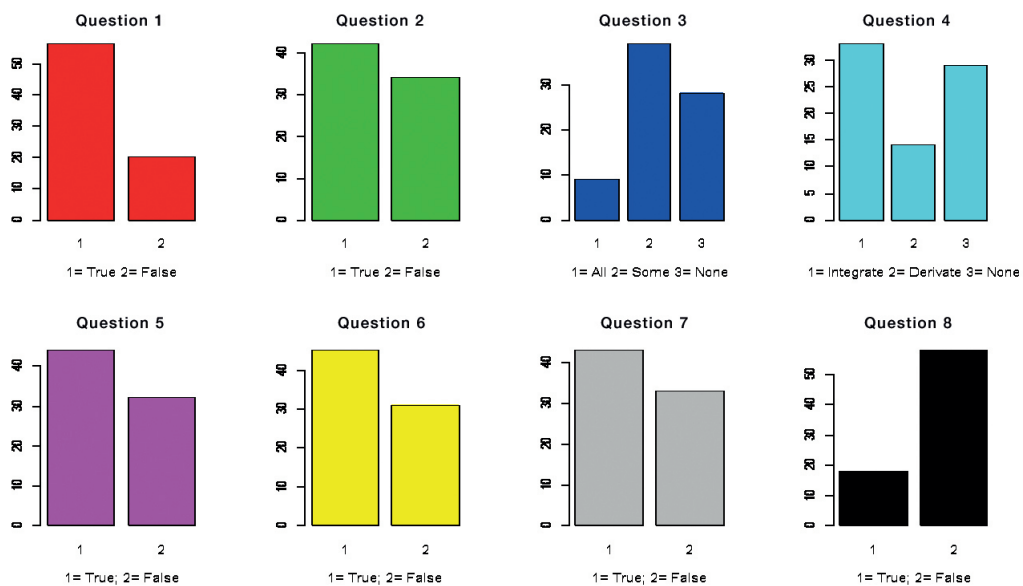 Question 1
50
40
30
20
10
0
1 2
1= True 2= False
Question 2
40
30
20
10
0
1 2
1= True 2= False
Question 3
30
20
10
0
1 2 3
1= All 2= Some 3= None
Question 4
30
25
20
15
10
5
0
1 2 3
1= Integrate 2= Derivate 3= None
Question 5
40
30
20
10
0
1 2
1= True; 2= False
Question 6
40
30
20
10
0
1 2
1= True; 2= False
Question 7
40
30
20
10
0
1 2
1= True; 2= False
Question 8
50
40
30
20
10
0
1 2
1= True; 2= False